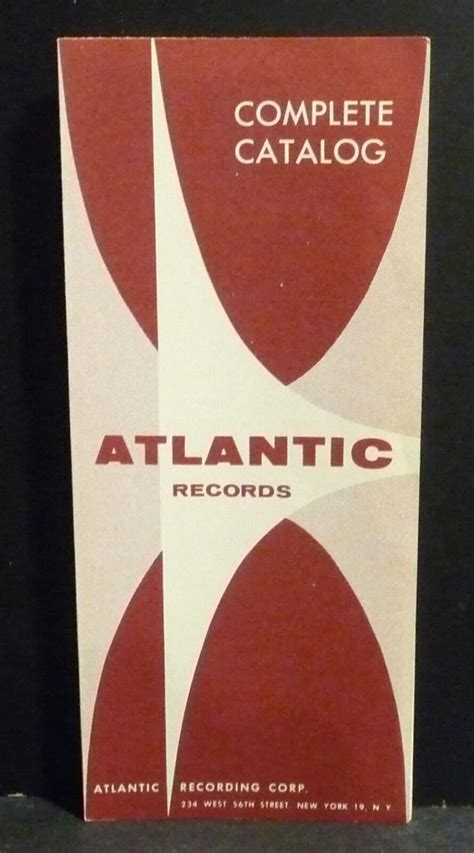 COMPLETE
CATALOG
ATLANTIC
RECORDS
ATLANTIC RECORDING CORP.
234 WEST 56TH STREET, NEW YORK 19, N Y